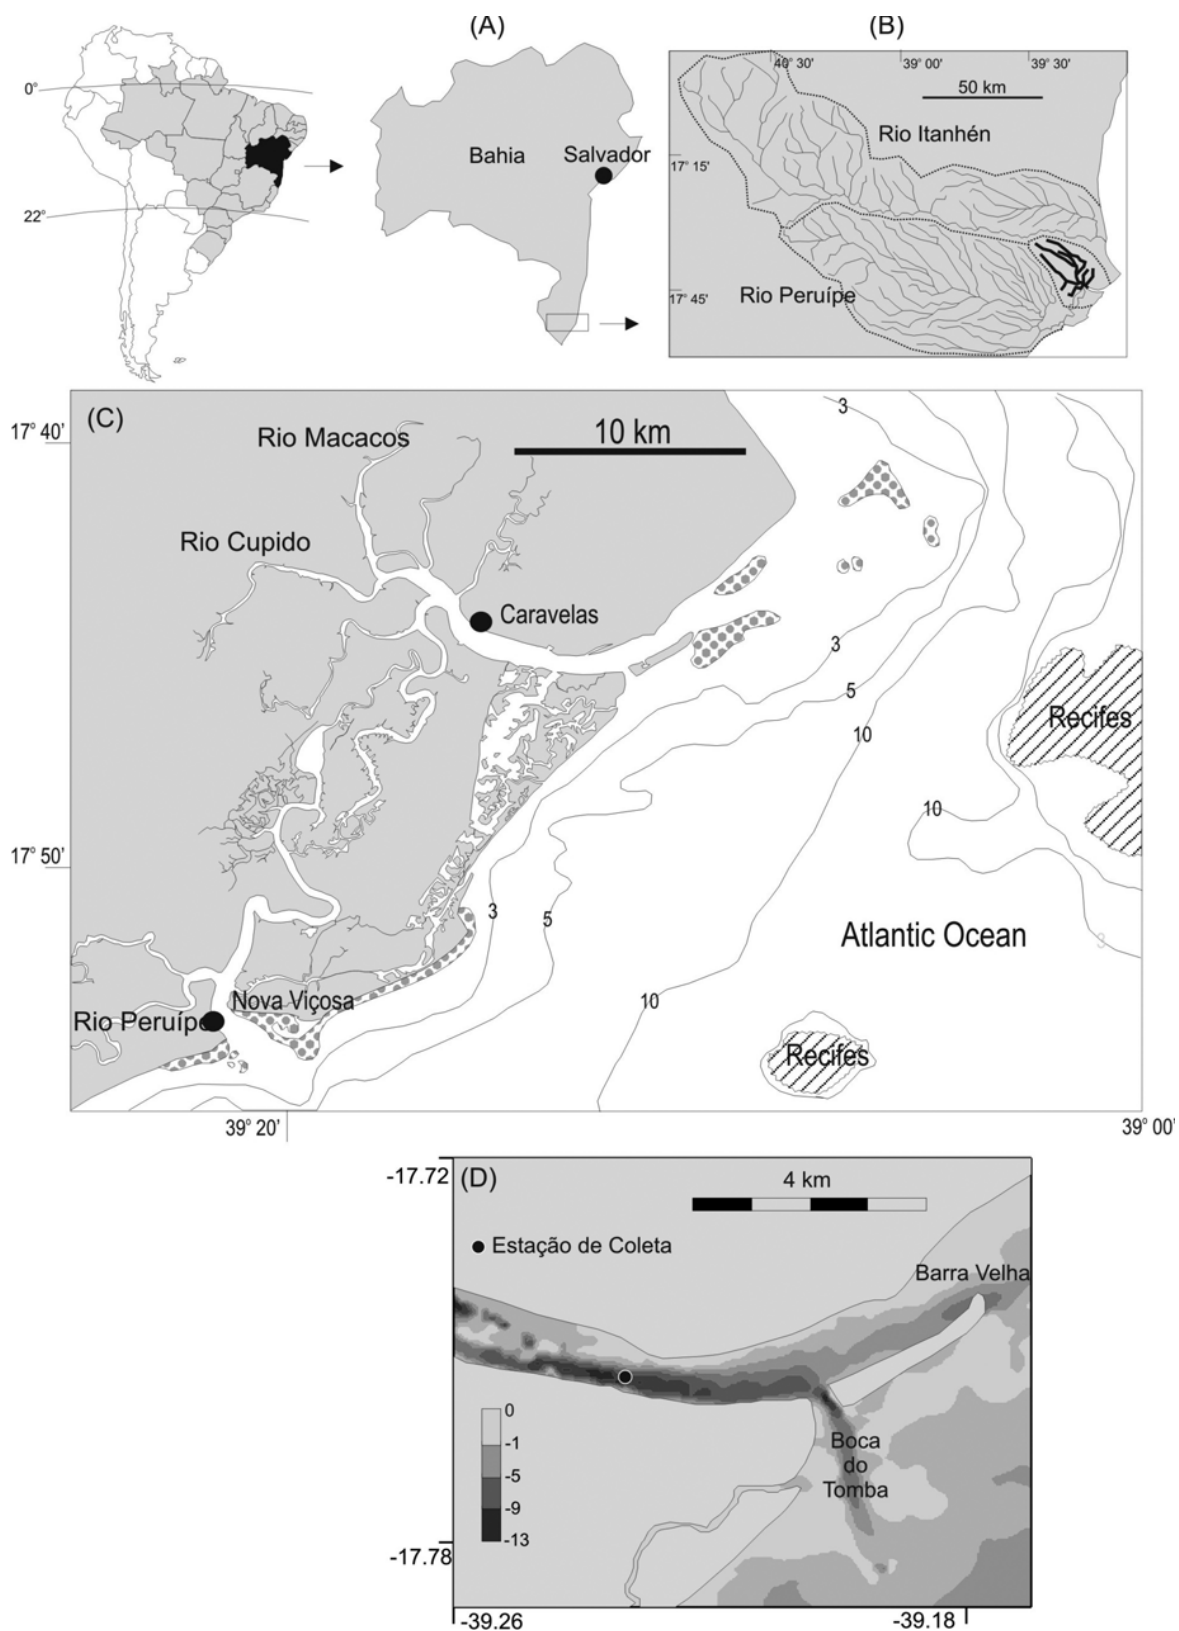 (A)
(B)
0°
22°
Bahia
Salvador
40° 30'
39° 00'
39° 30'
50 km
Rio Itanhén
17° 15'
17° 45'
Rio Peruípe
(C)
17° 40'
Rio Macacos
10 km
3
Rio Cupido
Caravelas
3
5
10
Recifes
10
17° 50'
3
5
Atlantic Ocean
3
10
Nova Viçosa
Rio Peruípe
Recifes
39° 20'
39° 00'
-17.72
(D)
4 km
Estação de Coleta
Barra Velha
0
-1
-5
-9
-13
Boca
do
Tomba
-17.78
-39.26
-39.18